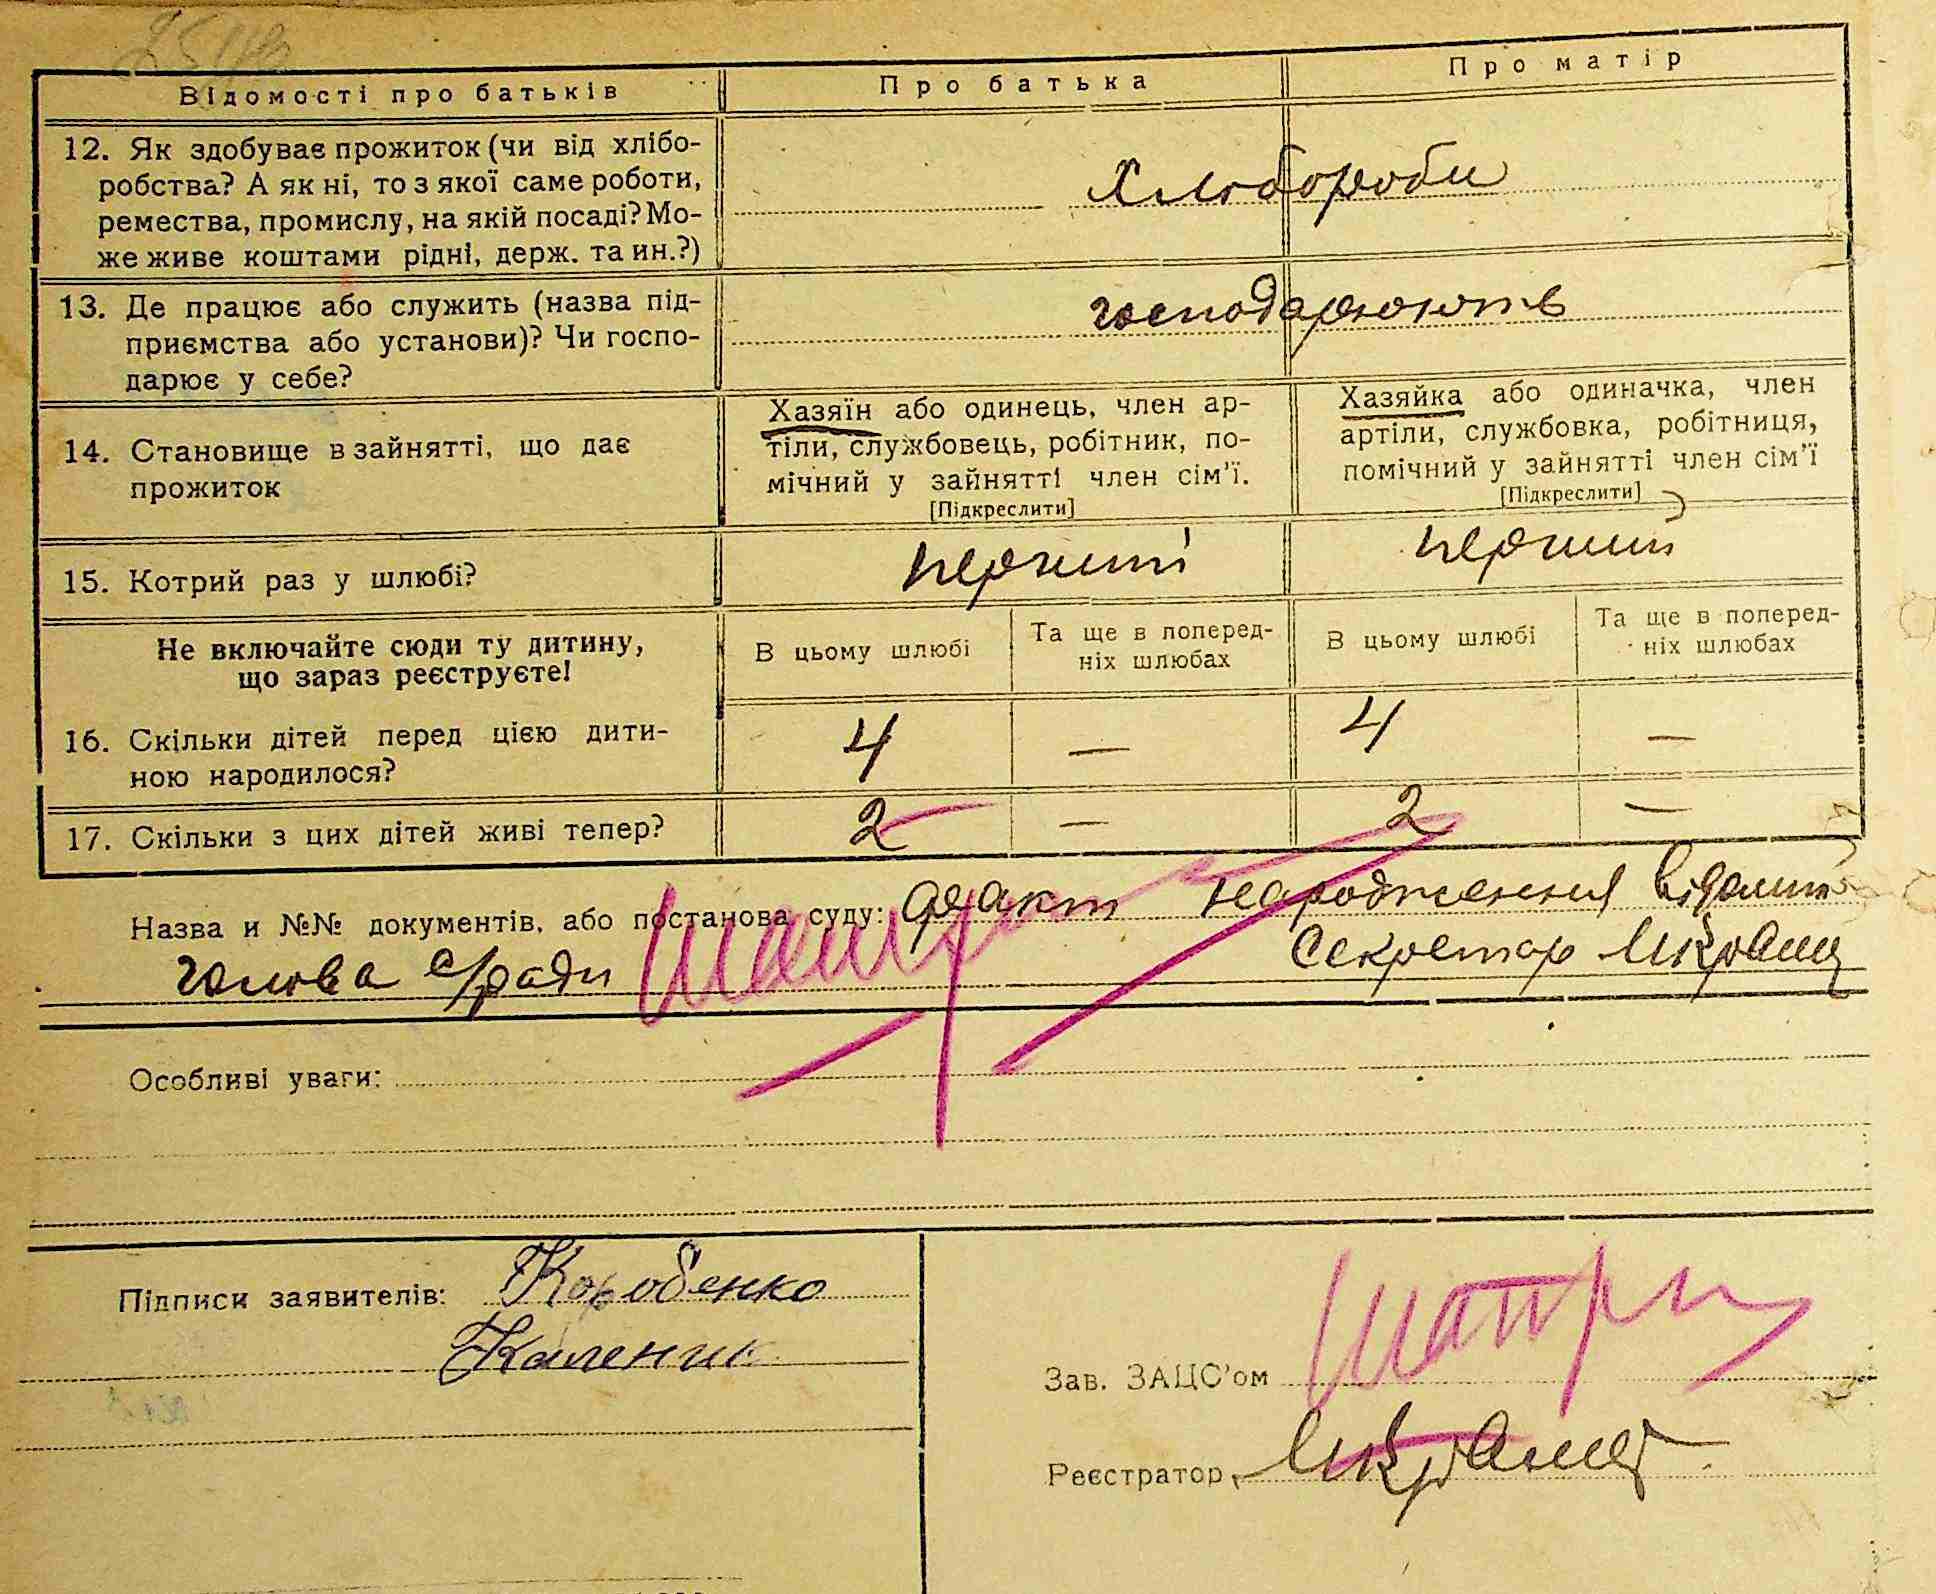 Відомості про батьків
Про батька
Про матір
12. Як здобуває прожиток (чи від хлібо-
робства? А як ні, то з якої саме роботи,
ремества, промислу, на якій посаді? Мо-
же живе коштами рідні, держ. та ин.?)
Хлібороби
13. Де працює або служить (назва під-
приємства або установи)? Чи госпо-
дарює у себе?
господарюють
14. Становище в зайнятті, що дає
прожиток
Хазяїн або одинець, член ар-
тіли, службовець, робітник, по-
мічний у зайнятті член сім'ї.
[Підкреслити]
Хазяйка або одиначка, член
артіли, службовка, робітниця,
помічний у зайнятті член сім'ї
[Підкреслити]
15. Котрий раз у шлюбі?
перший
перший
Не включайте сюди ту дитину,
що зараз реєструєте!
В цьому шлюбі
Та ще в поперед-
ніх шлюбах
В цьому шлюбі
Та ще в поперед-
ніх шлюбах
16. Скільки дітей перед цією дити-
ною народилося?
4 — 4 —
17. Скільки з цих дітей живі тепер?
2 — 2 —
Назва и №№ документів, або постанова суду: факт народження відомий
Голова с/ради Секретар
Особливі уваги:
Підписи заявителів: Коробенко
Каленик
Зав. ЗАЦС'ом
Реєстратор